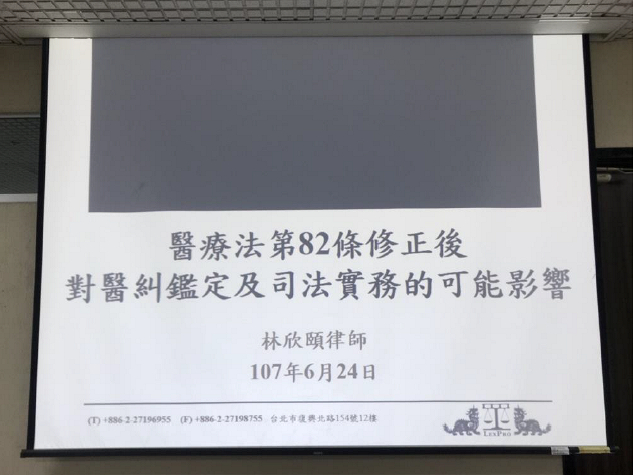 醫療法第82條修正後
對醫糾鑑定及司法實務的可能影響
林欣頤律師
107年6月24日
(T) +886-2-27196955 (F) +886-2-27198755 台北市復興北路154號12樓
LEXPRO